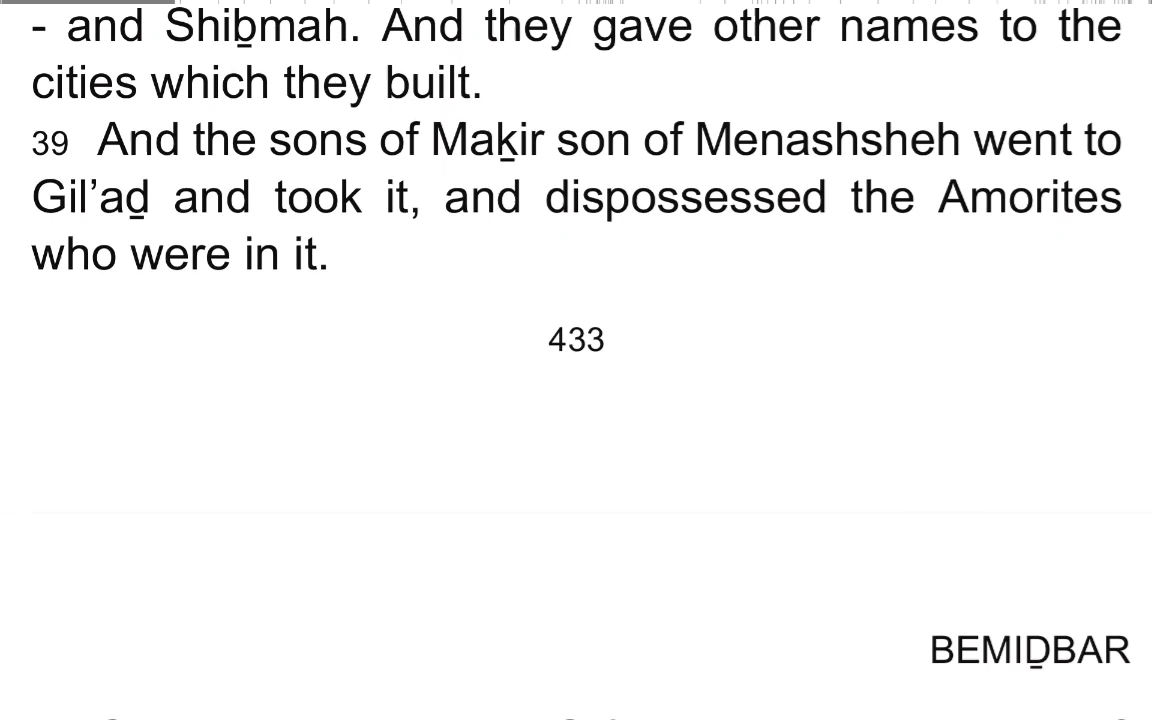 - and Shiḇmah. And they gave other names to the
cities which they built.
39 And the sons of Maḵir son of Menashsheh went to
Gil’aḏ and took it, and dispossessed the Amorites
who were in it.
433
BEMIḎBAR